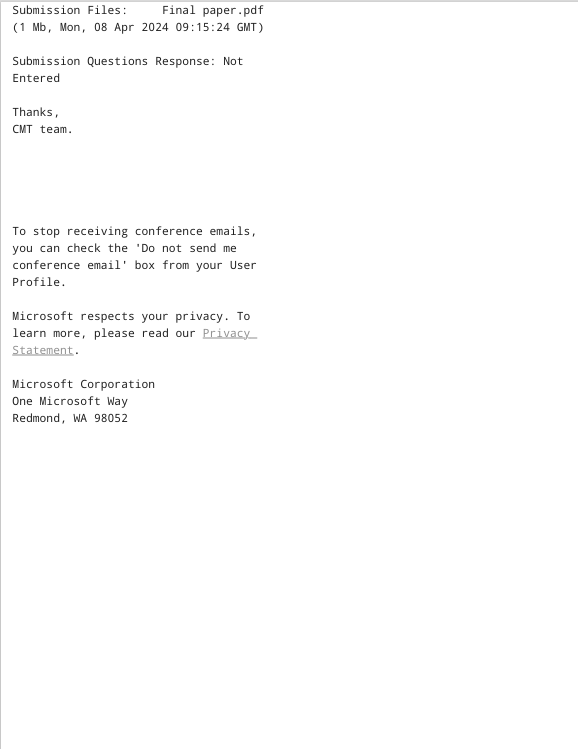 Submission Files:     Final paper.pdf
(1 Mb, Mon, 08 Apr 2024 09:15:24 GMT)
Submission Questions Response: Not
Entered
Thanks,
CMT team.
To stop receiving conference emails,
you can check the 'Do not send me
conference email' box from your User
Profile.
Microsoft respects your privacy. To
learn more, please read our Privacy
Statement.
Microsoft Corporation
One Microsoft Way
Redmond, WA 98052